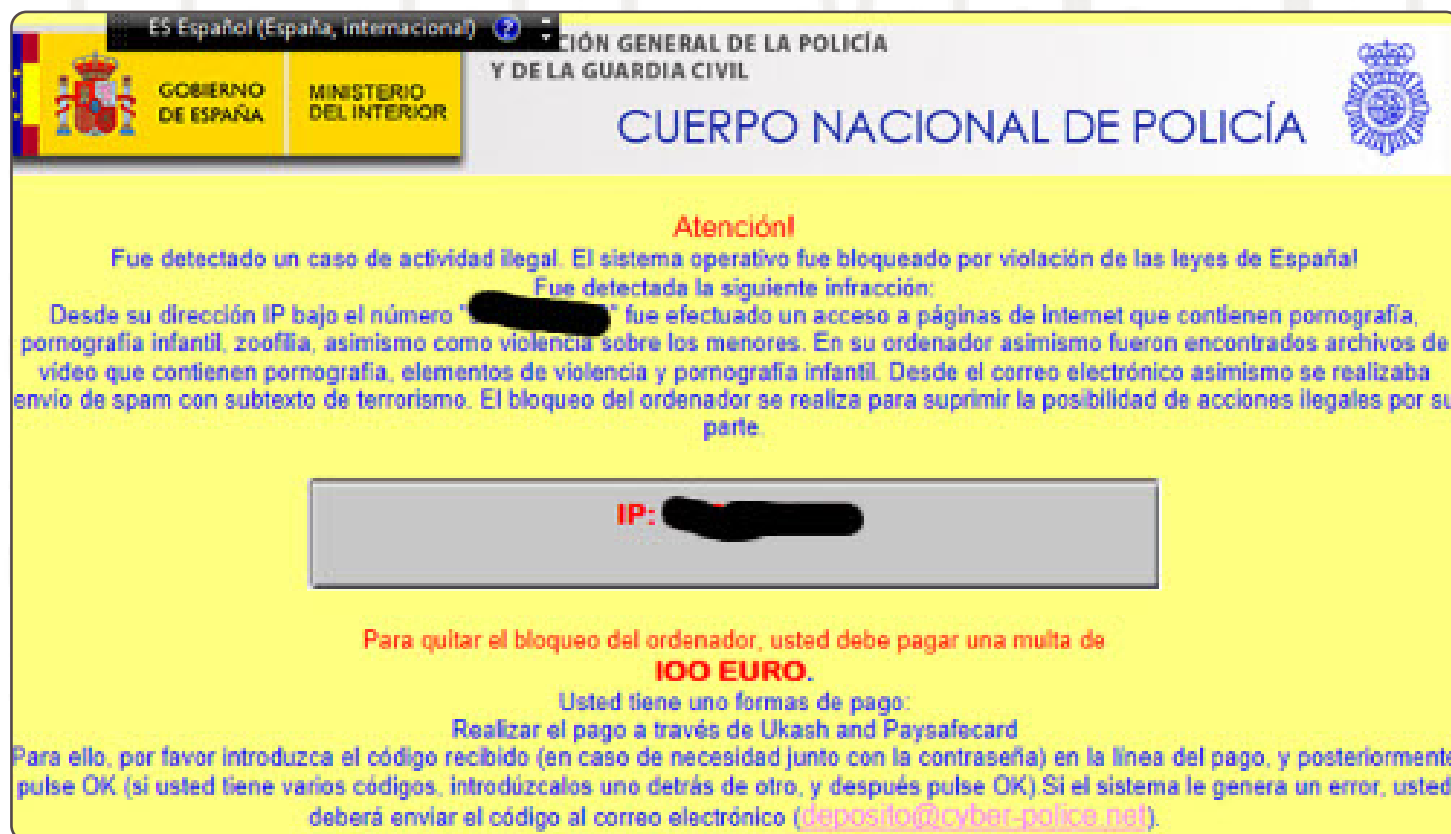 ES Español (España, internacional)
CIÓN GENERAL DE LA POLICÍA
Y DE LA GUARDIA CIVIL
GOBIERNO
DE ESPAÑA
MINISTERIO
DEL INTERIOR
CUERPO NACIONAL DE POLICÍA
Atención!
Fue detectado un caso de actividad ilegal. El sistema operativo fue bloqueado por violación de las leyes de España!
Fue detectada la siguiente infracción:
Desde su dirección IP bajo el número " " fue efectuado un acceso a páginas de internet que contienen pornografía,
pornografía infantil, zoofilia, asimismo como violencia sobre los menores. En su ordenador asimismo fueron encontrados archivos de
video que contienen pornografía, elementos de violencia y pornografía infantil. Desde el correo electrónico asimismo se realizaba
envío de spam con subtexto de terrorismo. El bloqueo del ordenador se realiza para suprimir la posibilidad de acciones ilegales por su
parte.
IP:
Para quitar el bloqueo del ordenador, usted debe pagar una multa de
100 EURO.
Usted tiene uno formas de pago:
Realizar el pago a través de Ukash and Paysafecard
Para ello, por favor introduzca el código recibido (en caso de necesidad junto con la contraseña) en la línea del pago, y posteriormente
pulse OK (si usted tiene varios códigos, introdúzcalos uno detrás de otro, y después pulse OK).Si el sistema le genera un error, usted
deberá enviar el código al correo electrónico (deposito@cyber-police.net).